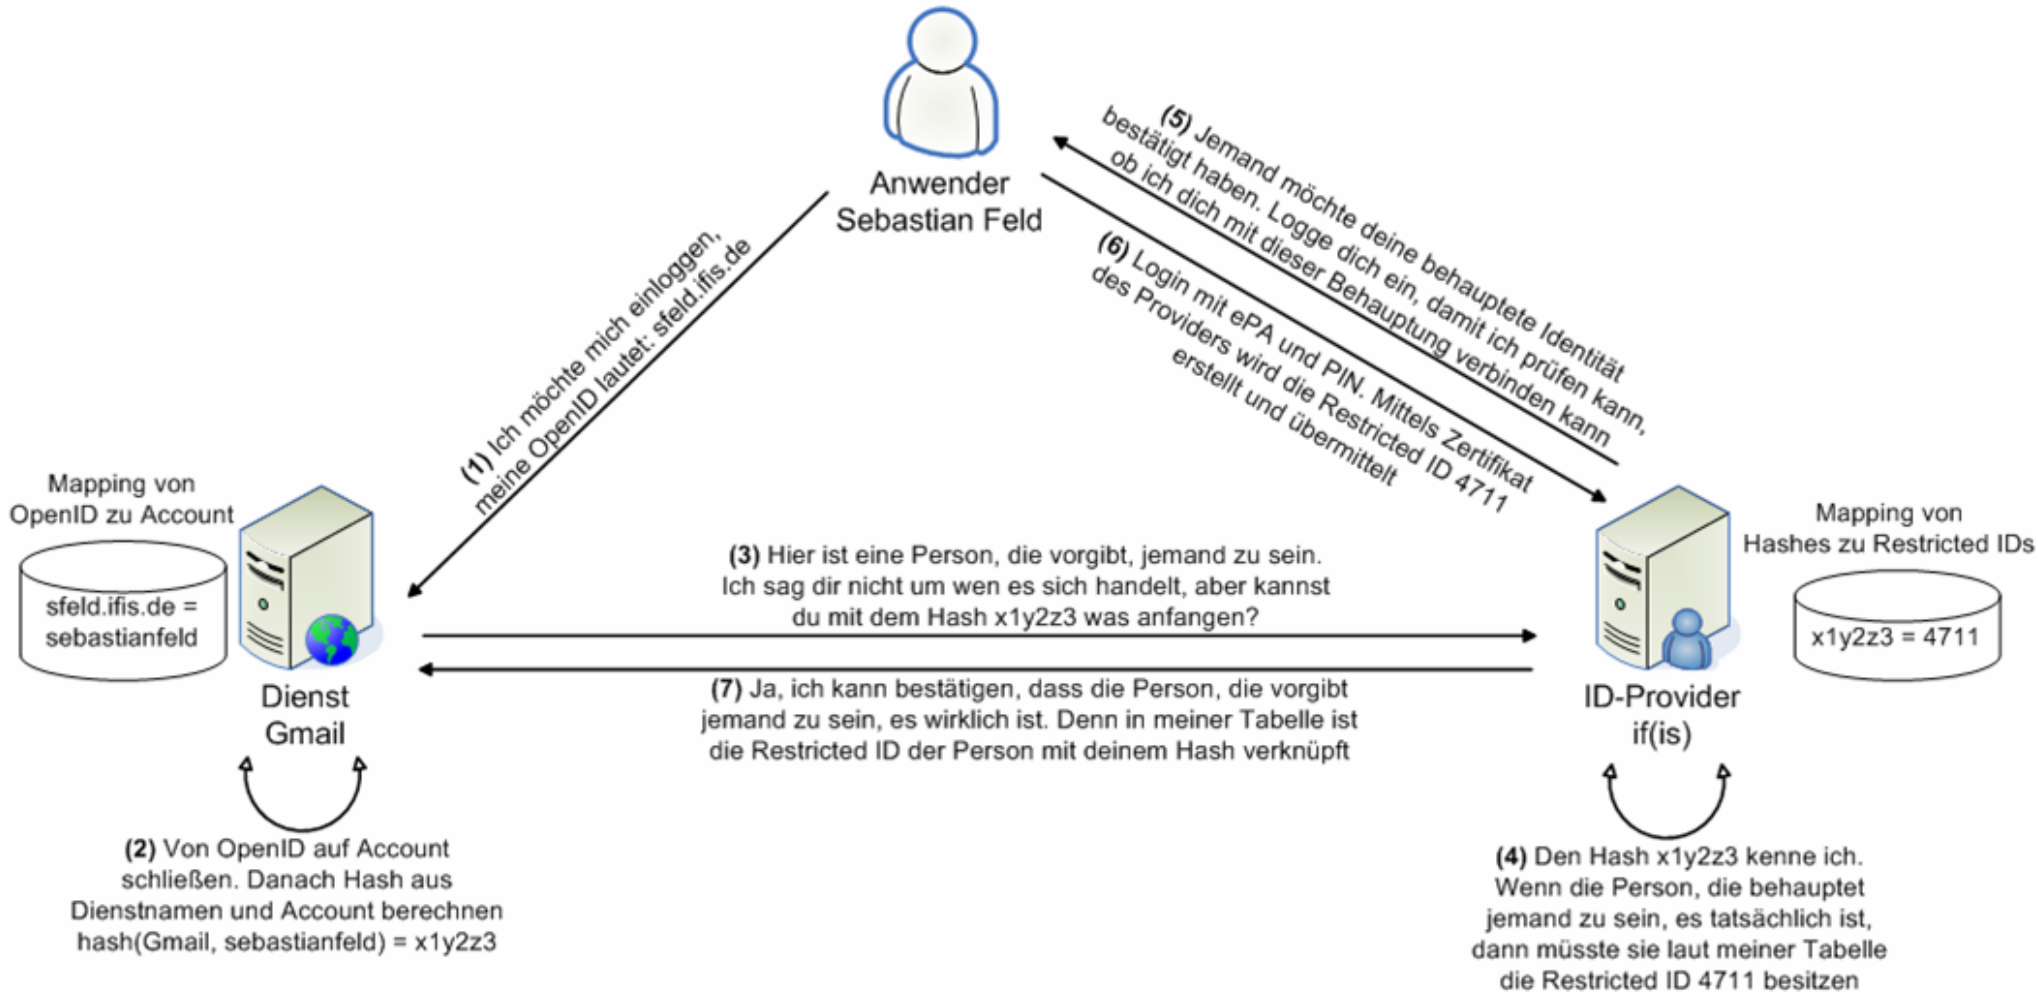 Anwender
Sebastian Feld
(1) Ich möchte mich einloggen,
meine OpenID lautet: sfeld.ifis.de
(5) Jemand möchte deine behauptete Identität
bestätigt haben. Logge dich ein, damit ich prüfen kann,
ob ich dich mit dieser Behauptung verbinden kann
(6) Login mit ePA und PIN. Mittels Zertifikat
des Providers wird die Restricted ID 4711
erstellt und übermittelt
Mapping von
OpenID zu Account
sfeld.ifis.de =
sebastianfeld
Dienst
Gmail
(3) Hier ist eine Person, die vorgibt, jemand zu sein.
Ich sag dir nicht um wen es sich handelt, aber kannst
du mit dem Hash x1y2z3 was anfangen?
(7) Ja, ich kann bestätigen, dass die Person, die vorgibt
jemand zu sein, es wirklich ist. Denn in meiner Tabelle ist
die Restricted ID der Person mit deinem Hash verknüpft
Mapping von
Hashes zu Restricted IDs
x1y2z3 = 4711
ID-Provider
if(is)
(2) Von OpenID auf Account
schließen. Danach Hash aus
Dienstnamen und Account berechnen
hash(Gmail, sebastianfeld) = x1y2z3
(4) Den Hash x1y2z3 kenne ich.
Wenn die Person, die behauptet
jemand zu sein, es tatsächlich ist,
dann müsste sie laut meiner Tabelle
die Restricted ID 4711 besitzen